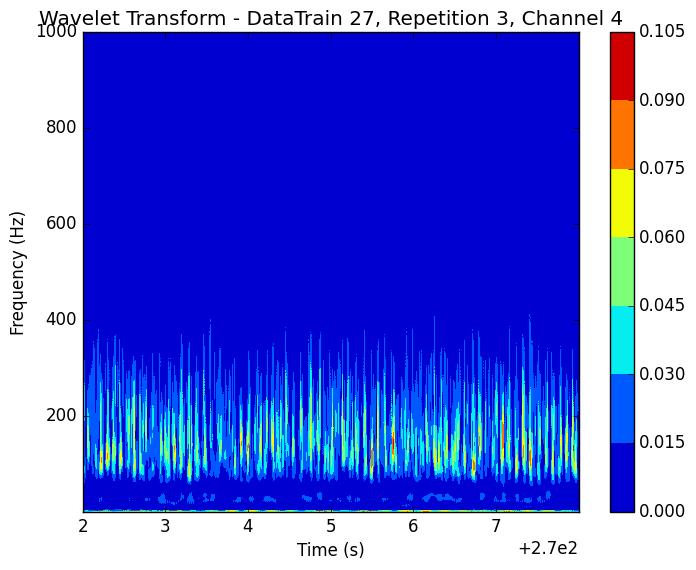 Wavelet Transform - DataTrain 27, Repetition 3, Channel 4
1000
800
600
400
200
Frequency (Hz)
2 3 4 5 6 7
Time (s)
+2.7e2
0.105
0.090
0.075
0.060
0.045
0.030
0.015
0.000